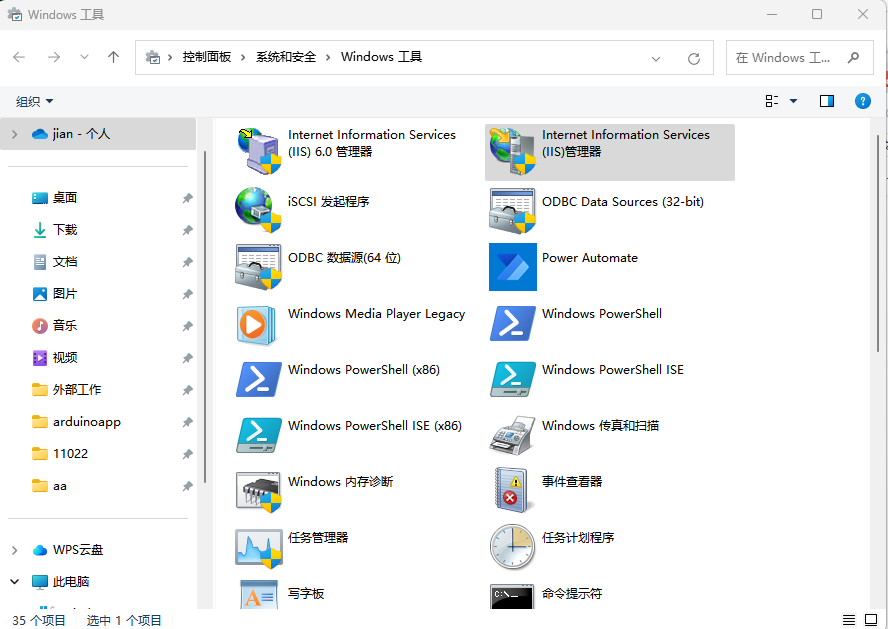 Windows 工具
控制面板 › 系统和安全 › Windows 工具
在 Windows 工...
组织
jian - 个人
桌面
下载
文档
图片
音乐
视频
外部工作
arduinoapp
11022
aa
WPS云盘
此电脑
Internet Information Services
(IIS) 6.0 管理器
Internet Information Services
(IIS)管理器
iSCSI 发起程序
ODBC Data Sources (32-bit)
ODBC 数据源(64 位)
Power Automate
Windows Media Player Legacy
Windows PowerShell
Windows PowerShell (x86)
Windows PowerShell ISE
Windows PowerShell ISE (x86)
Windows 传真和扫描
Windows 内存诊断
事件查看器
任务管理器
任务计划程序
写字板
命令提示符
35 个项目
选中 1 个项目